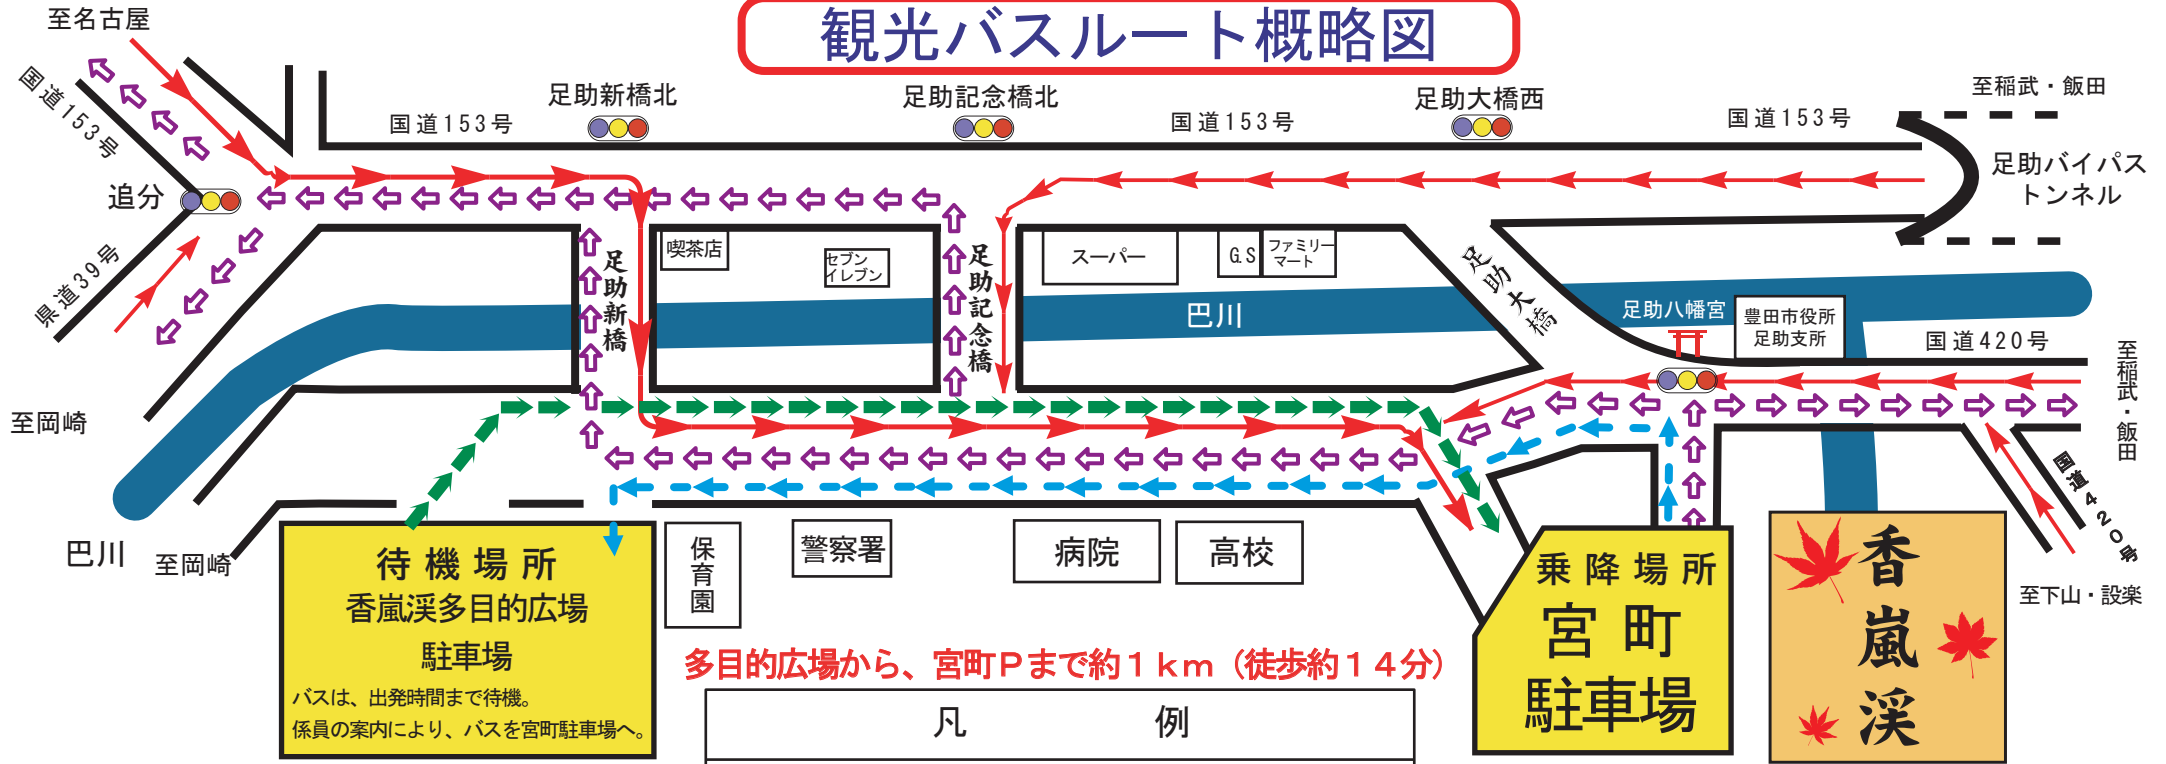 観光バスルート概略図
至名古屋
国道153号
国道153号
足助新橋北
足助記念橋北
国道153号
足助大橋西
国道153号
至稲武・飯田
足助バイパス
トンネル
追分
県道39号
喫茶店
セブン
イレブン
スーパー
G.S
ファミリー
マート
足助新橋
足助記念橋
足助大橋
巴川
足助八幡宮
豊田市役所
足助支所
国道420号
至稲武・飯田
至岡崎
巴川
至岡崎
国道420号
至下山・設楽
待機場所
香嵐渓多目的広場
駐車場
バスは、出発時間まで待機。
係員の案内により、バスを宮町駐車場へ。
保育園
警察署
病院
高校
乗降場所
宮町
駐車場
香嵐渓
多目的広場から、宮町Pまで約1km（徒歩約14分）
凡例